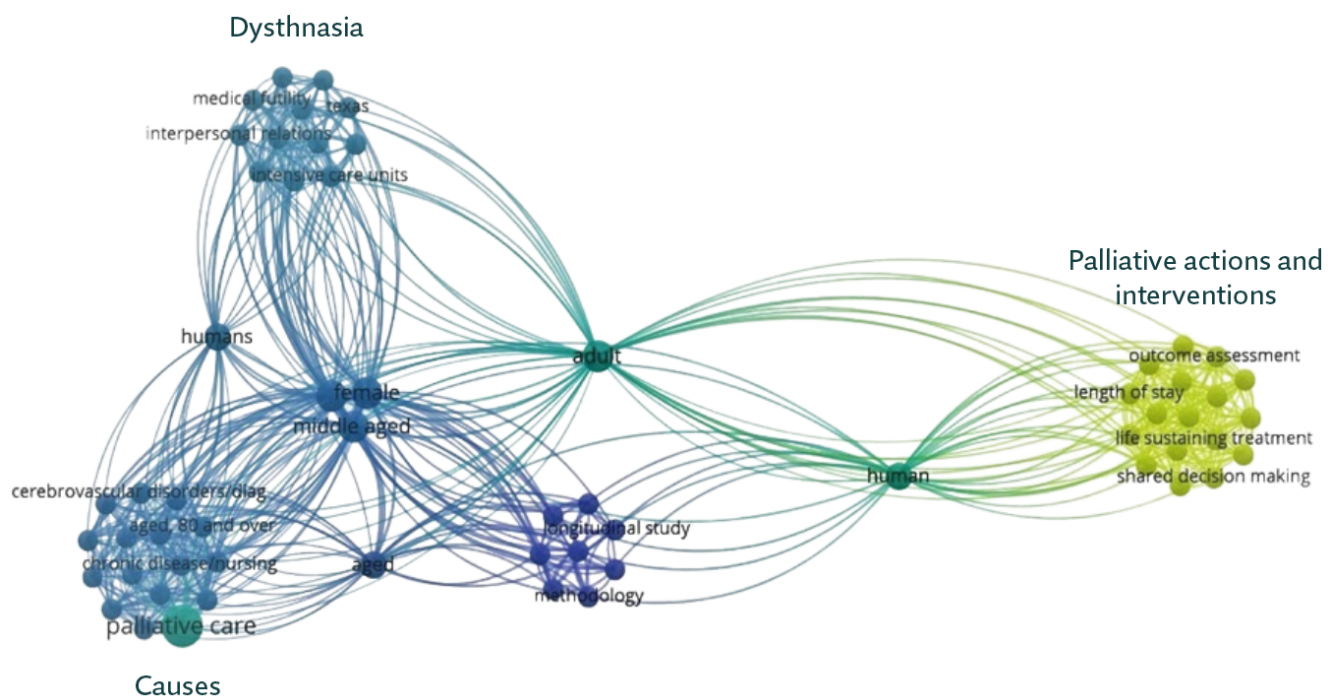 Dysthnasia
medical futility
texas
interpersonal relations
intensive care units
Palliative actions and
interventions
humans
adult
outcome assessment
female
length of stay
middle aged
life sustaining treatment
human
shared decision making
cerebrovascular disorders/diag
aged, 80 and over
longitudinal study
chronic disease/nursing
aged
methodology
palliative care
Causes